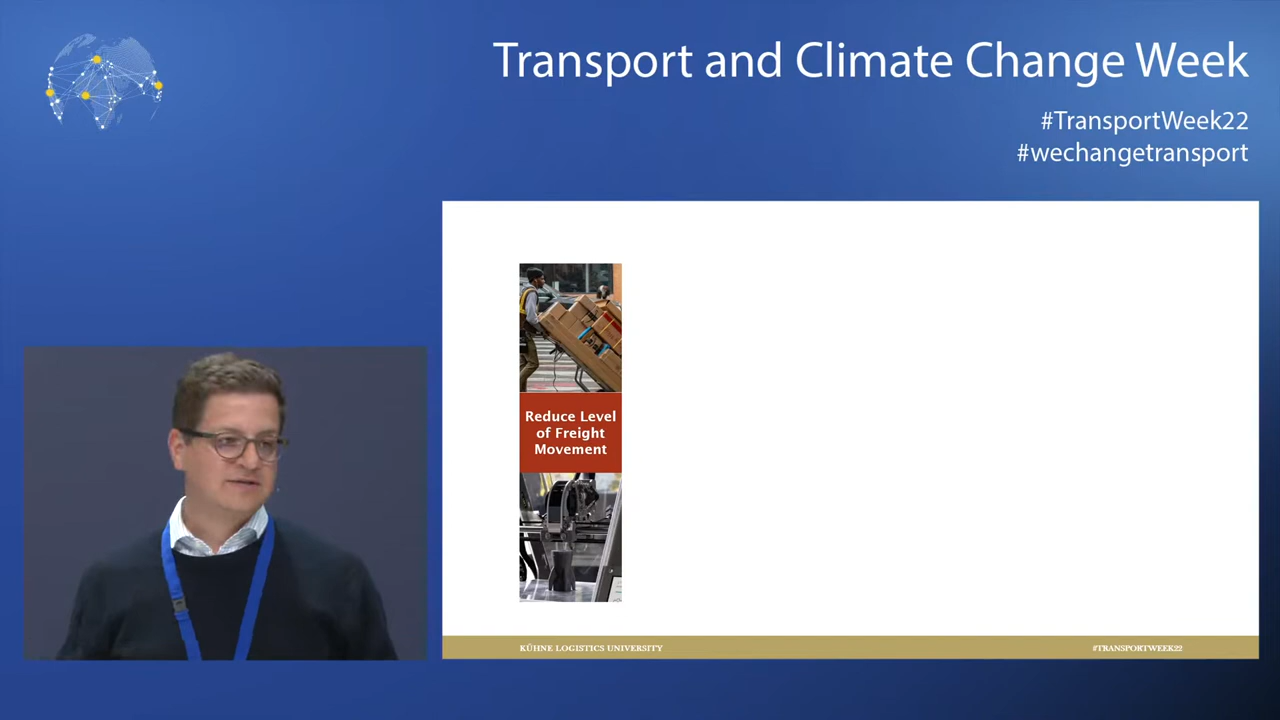 Transport and Climate Change Week
#TransportWeek22
#wechangetransport
Reduce Level
of Freight
Movement
KÜHNE LOGISTICS UNIVERSITY
#TRANSPORTWEEK22